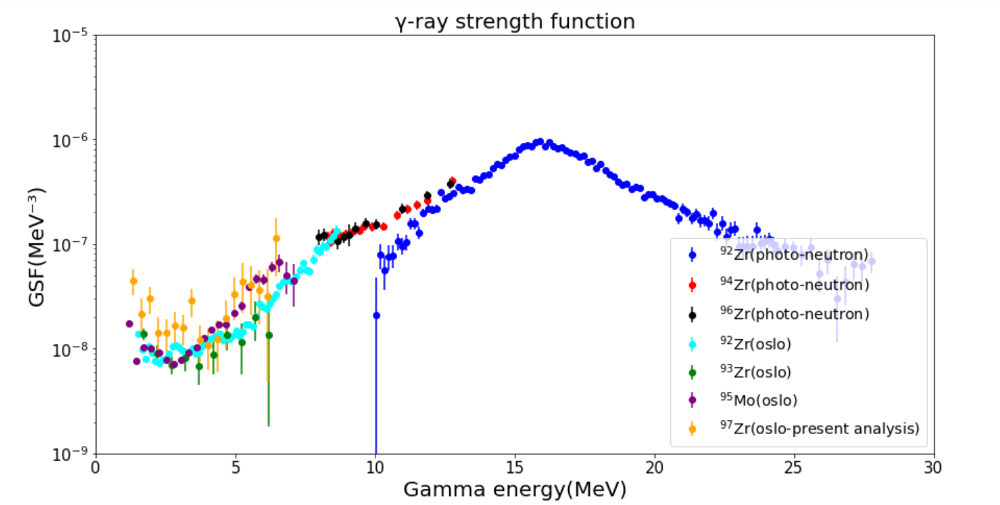 γ-ray strength function
10⁻⁵
10⁻⁶
10⁻⁷
10⁻⁸
10⁻⁹
GSF(MeV⁻³)
⁹²Zr(photo-neutron)
⁹⁴Zr(photo-neutron)
⁹⁶Zr(photo-neutron)
⁹²Zr(oslo)
⁹³Zr(oslo)
⁹⁵Mo(oslo)
⁹⁷Zr(oslo-present analysis)
0 5 10 15 20 25 30
Gamma energy(MeV)